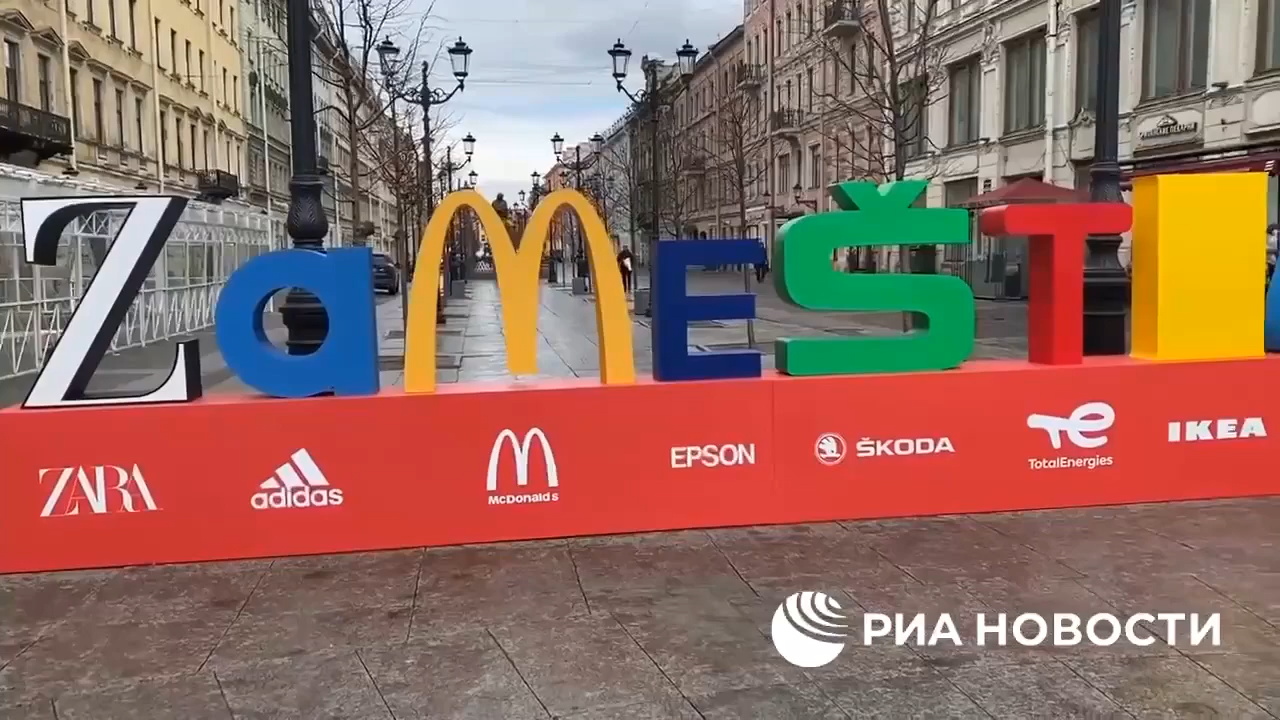 ZaMEŠTI
ZARA
adidas
McDonald's
EPSON
ŠKODA
TotalEnergies
IKEA
РИА НОВОСТИ